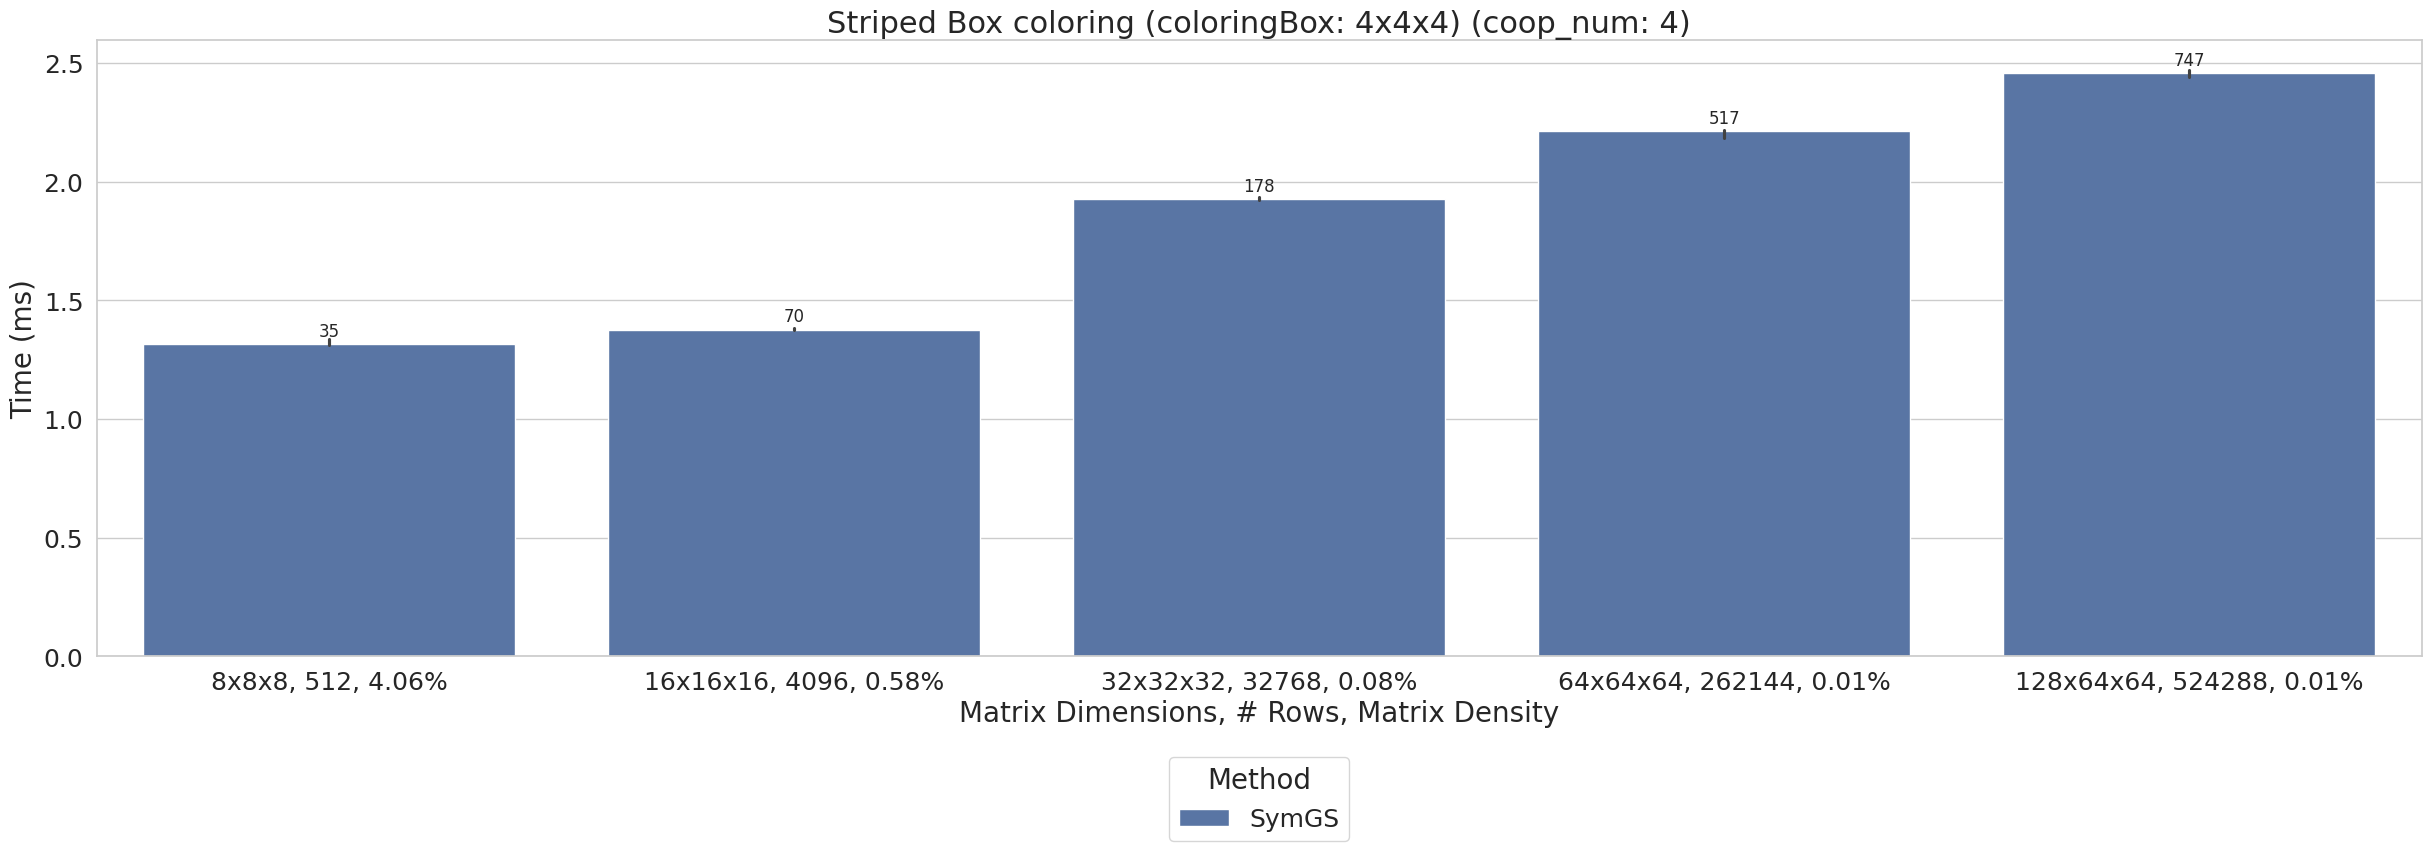 Striped Box coloring (coloringBox: 4x4x4) (coop_num: 4)
Time (ms)
2.5
2.0
1.5
1.0
0.5
0.0
35
70
178
517
747
8x8x8, 512, 4.06%
16x16x16, 4096, 0.58%
32x32x32, 32768, 0.08%
64x64x64, 262144, 0.01%
128x64x64, 524288, 0.01%
Matrix Dimensions, # Rows, Matrix Density
Method
SymGS